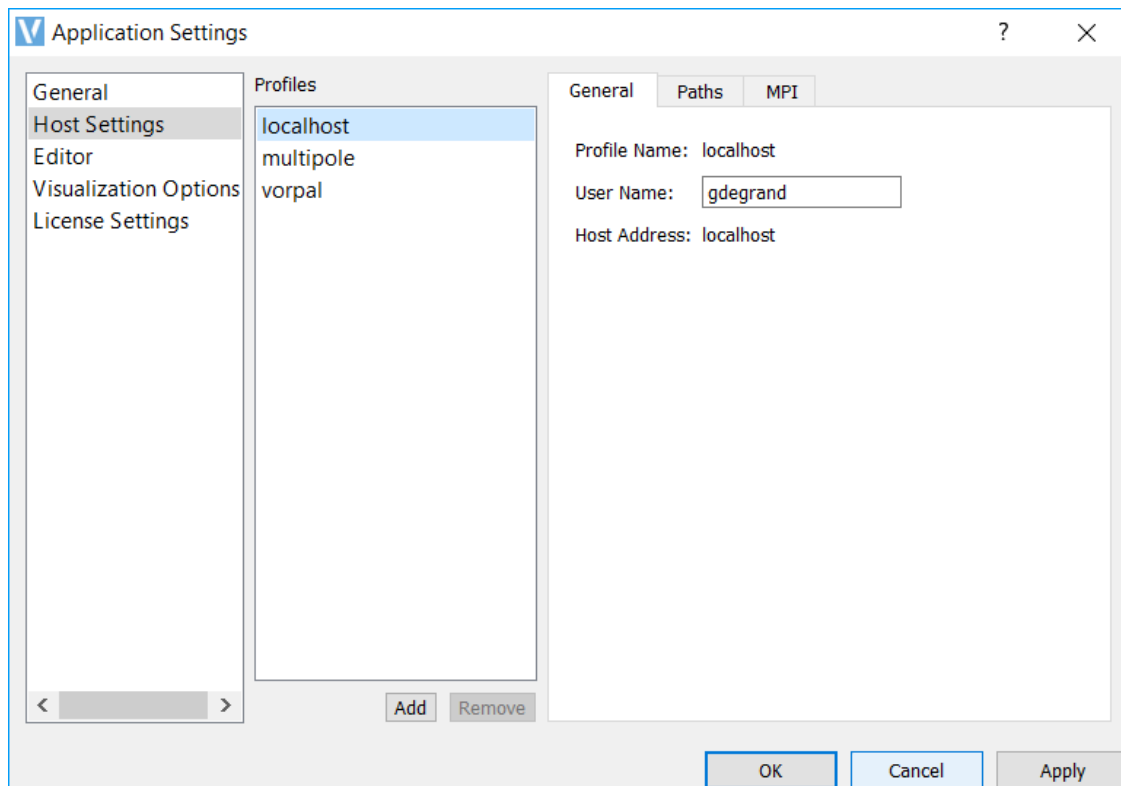 Application Settings
?
General
Host Settings
Editor
Visualization Options
License Settings
Profiles
localhost
multipole
vorpal
Add Remove
General Paths MPI
Profile Name: localhost
User Name: gdegrand
Host Address: localhost
OK Cancel Apply